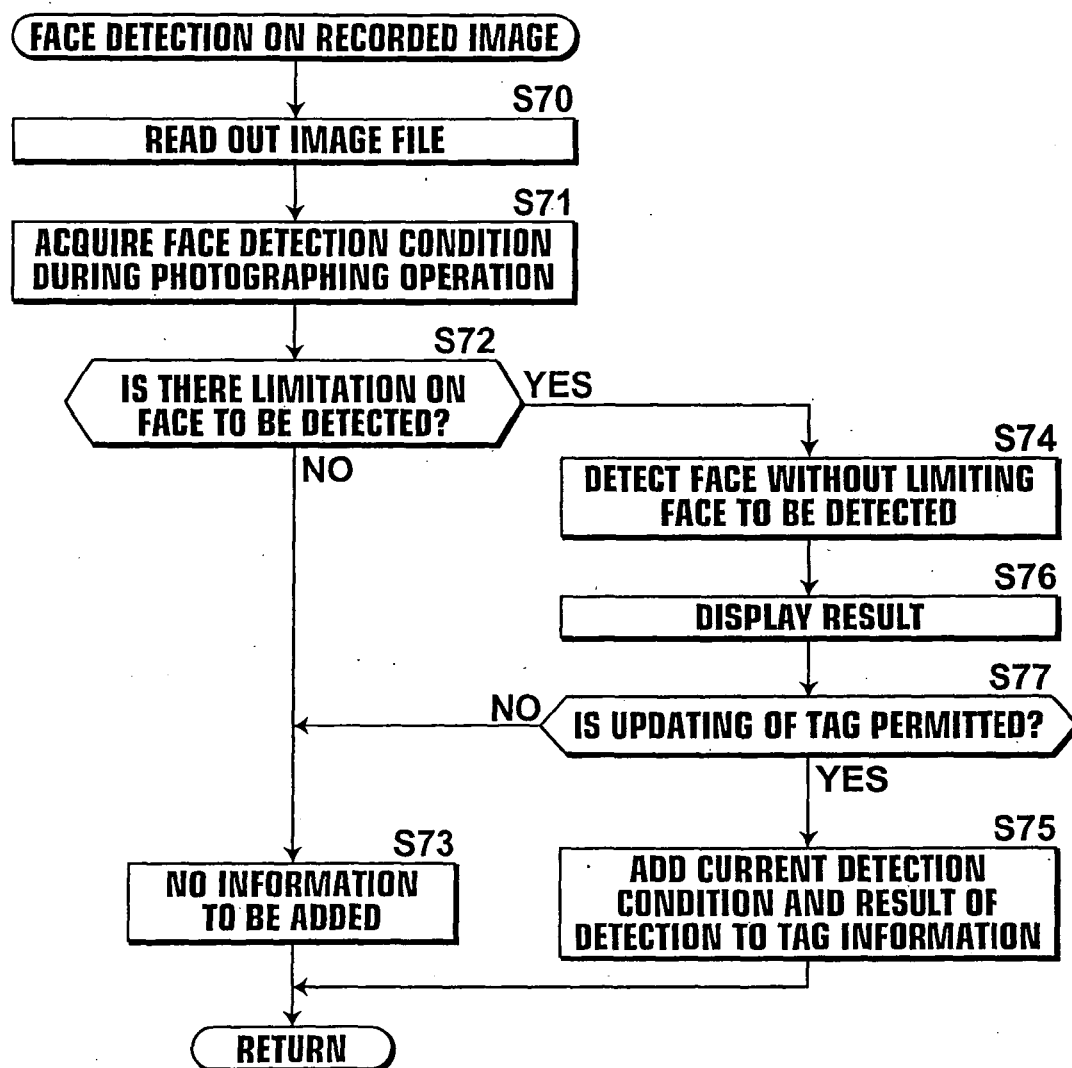 FACE DETECTION ON RECORDED IMAGE
S70
READ OUT IMAGE FILE
S71
ACQUIRE FACE DETECTION CONDITION
DURING PHOTOGRAPHING OPERATION
S72
IS THERE LIMITATION ON
FACE TO BE DETECTED?
YES
NO
S74
DETECT FACE WITHOUT LIMITING
FACE TO BE DETECTED
S76
DISPLAY RESULT
S77
NO
IS UPDATING OF TAG PERMITTED?
YES
S73
NO INFORMATION
TO BE ADDED
S75
ADD CURRENT DETECTION
CONDITION AND RESULT OF
DETECTION TO TAG INFORMATION
RETURN